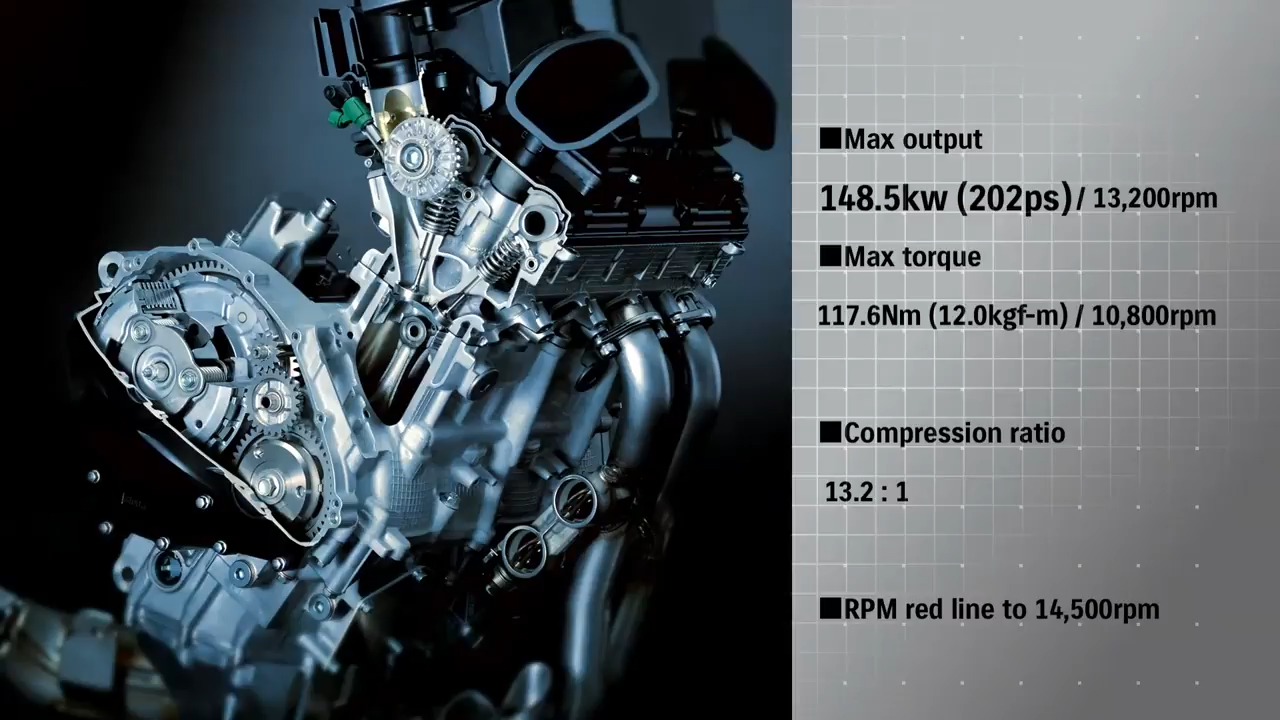 ■Max output
148.5kw (202ps) / 13,200rpm
■Max torque
117.6Nm (12.0kgf-m) / 10,800rpm
■Compression ratio
13.2 : 1
■RPM red line to 14,500rpm